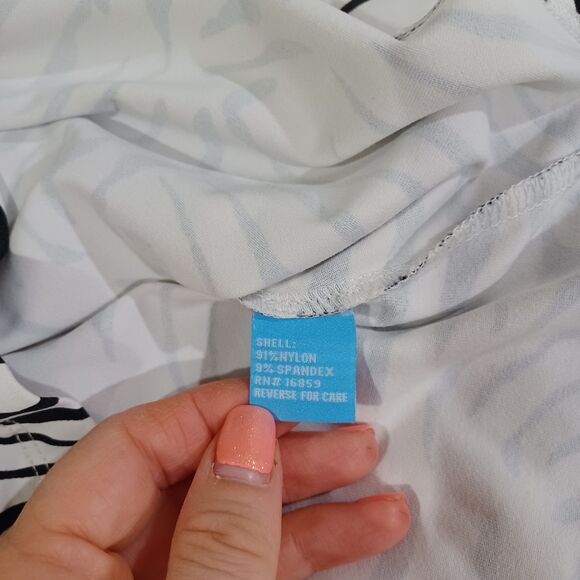 SHELL:
91%NYLON
9% SPANDEX
RN# 16859
REVERSE FOR CARE